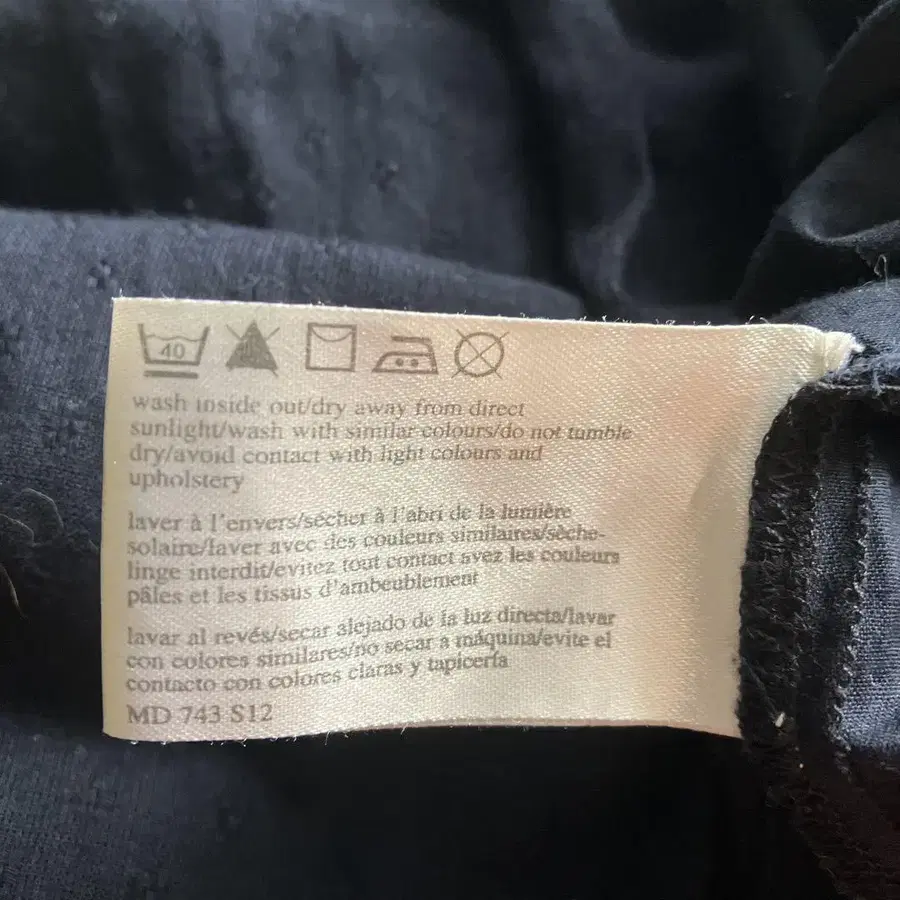 40
wash inside out/dry away from direct
sunlight/wash with similar colours/do not tumble
dry/avoid contact with light colours and
upholstery
laver à l'envers/sécher à l'abri de la lumière
solaire/laver avec des couleurs similaires/sèche-
linge interdit/evitez tout contact avez les couleurs
pâles et les tissus d'ambeublement
lavar al revés/secar alejado de la luz directa/lavar
con colores similares/no secar a máquina/evite el
contacto con colores claras y tapicería
MD 743 S12